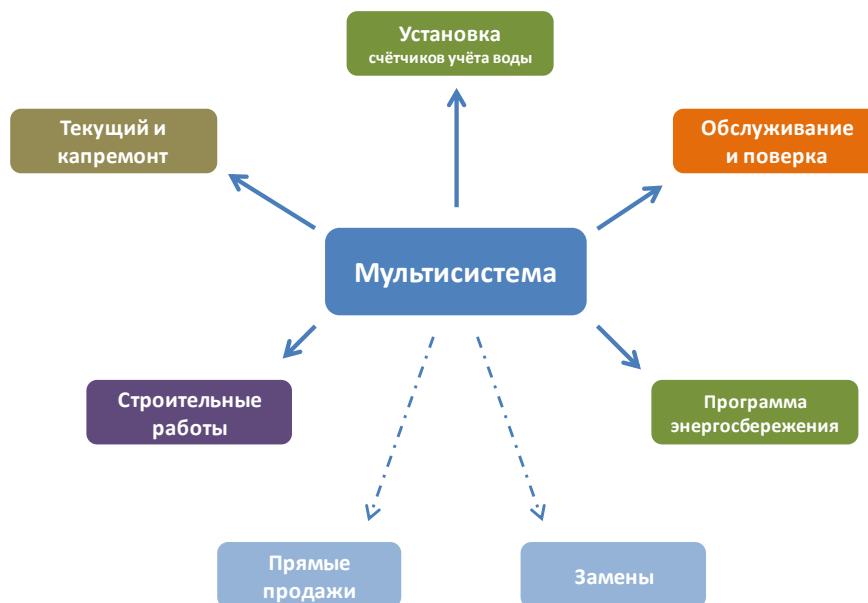 Установка
счётчиков учёта воды
Текущий и
капремонт
Обслуживание
и поверка
Мультисистема
Строительные
работы
Программа
энергосбережения
Прямые
продажи
Замены